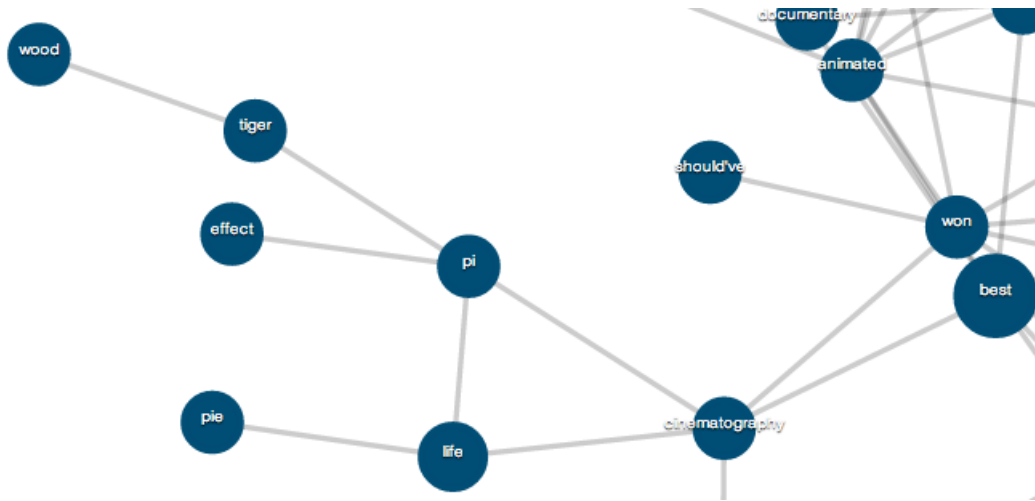 documentary
wood
animated
tiger
should've
effect
won
pi
best
pie
cinematography
life